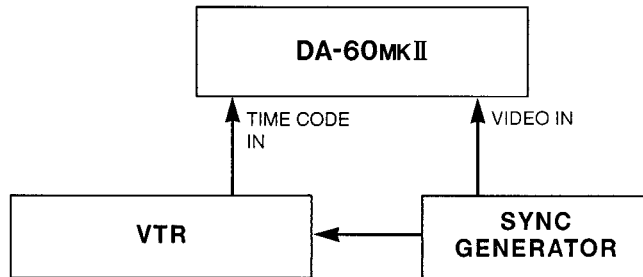 DA-60MKII
TIME CODE
IN
VIDEO IN
VTR
SYNC
GENERATOR